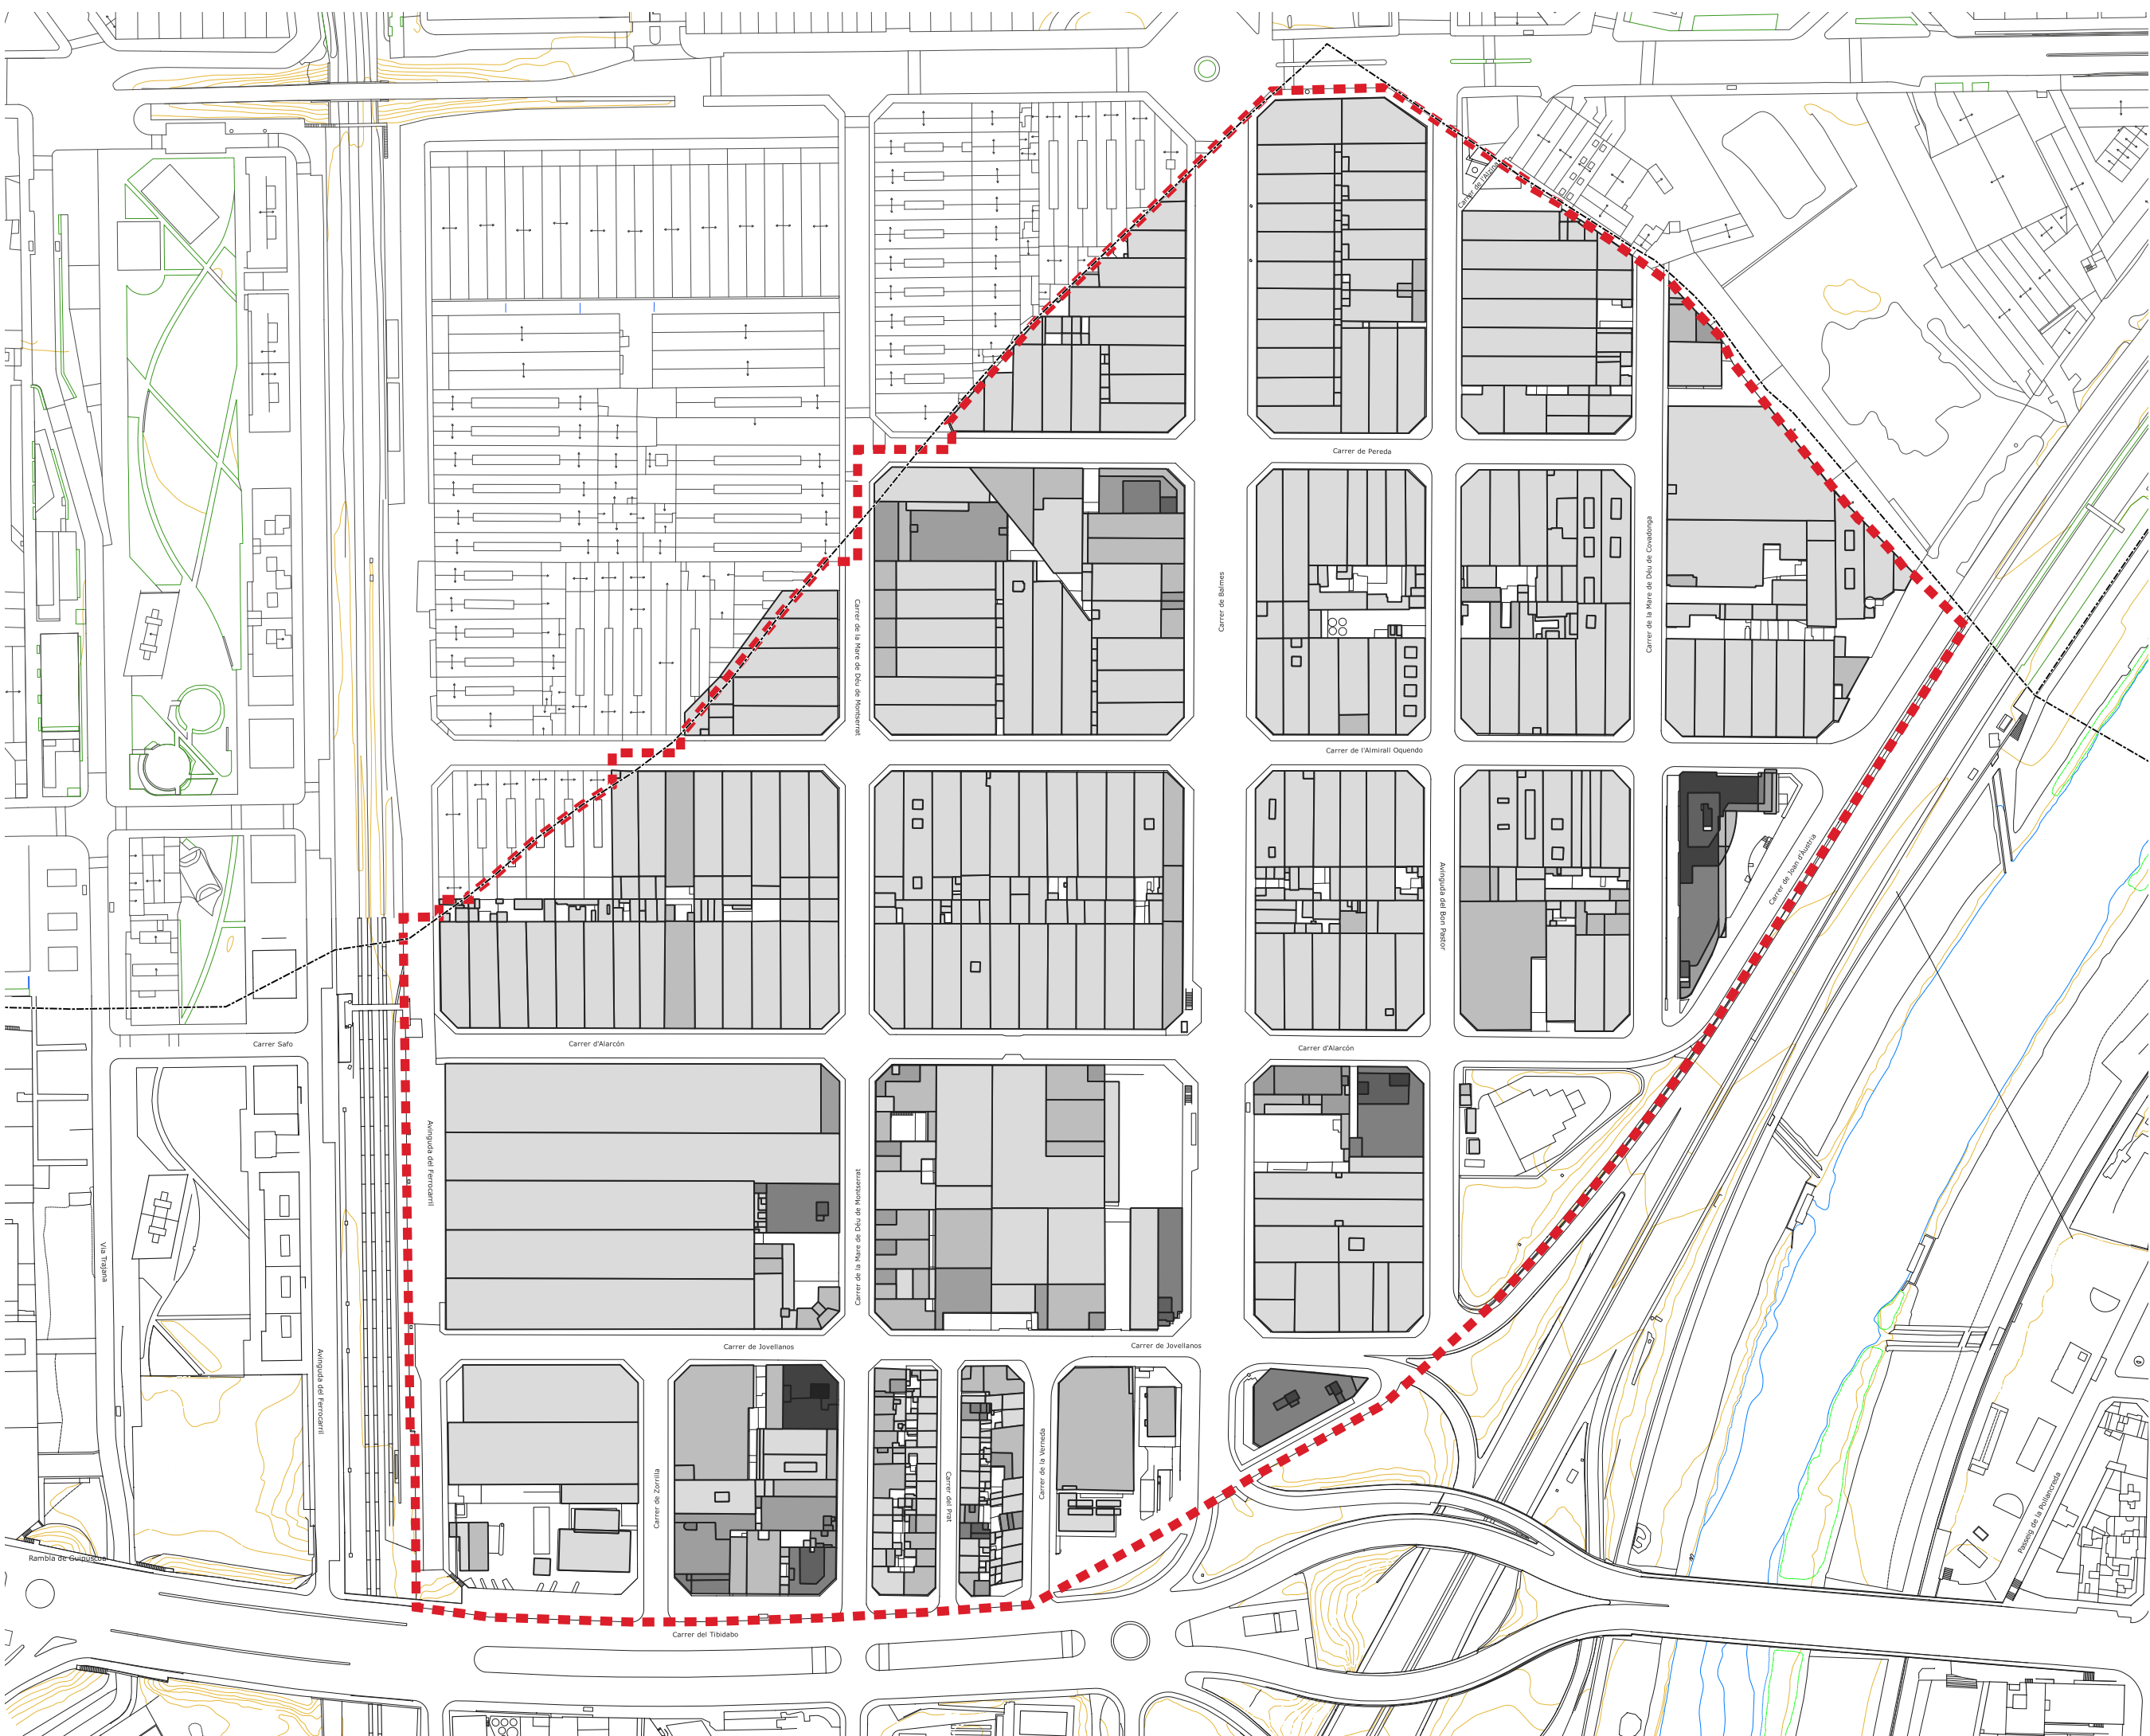 Carrer de l'Alzina
Carrer de Pereda
Carrer de la Mare de Déu de Montserrat
Carrer de Balmes
Carrer de la Mare de Déu de Covadonga
Carrer de l'Almirall Oquendo
Avinguda del Bon Pastor
Carrer de Joan d'Àustria
Carrer Safo
Carrer d'Alarcón
Carrer d'Alarcón
Avinguda del Ferrocarril
Carrer de la Mare de Déu de Montserrat
Via Trajana
Carrer de Jovellanos
Carrer de Jovellanos
Avinguda del Ferrocarril
Carrer de Zorrilla
Carrer del Prat
Carrer de la Verneda
Passeig de la Pollancreda
Rambla de Guipúscoa
Carrer del Tibidabo